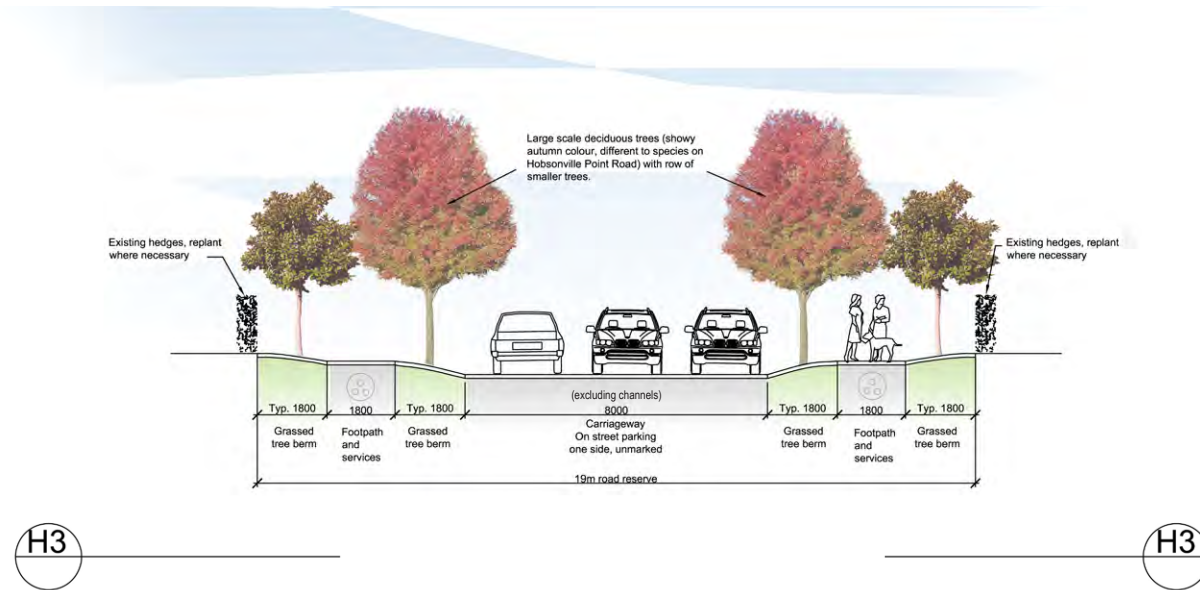 Large scale deciduous trees (showy
autumn colour, different to species on
Hobsonville Point Road) with row of
smaller trees.
Existing hedges, replant
where necessary
Existing hedges, replant
where necessary
(excluding channels)
Typ. 1800
1800
Typ. 1800
8000
Typ. 1800
1800
Typ. 1800
Grassed
tree berm
Footpath
and
services
Grassed
tree berm
Carriageway
On street parking
one side, unmarked
Grassed
tree berm
Footpath
and
services
Grassed
tree berm
19m road reserve
H3
H3